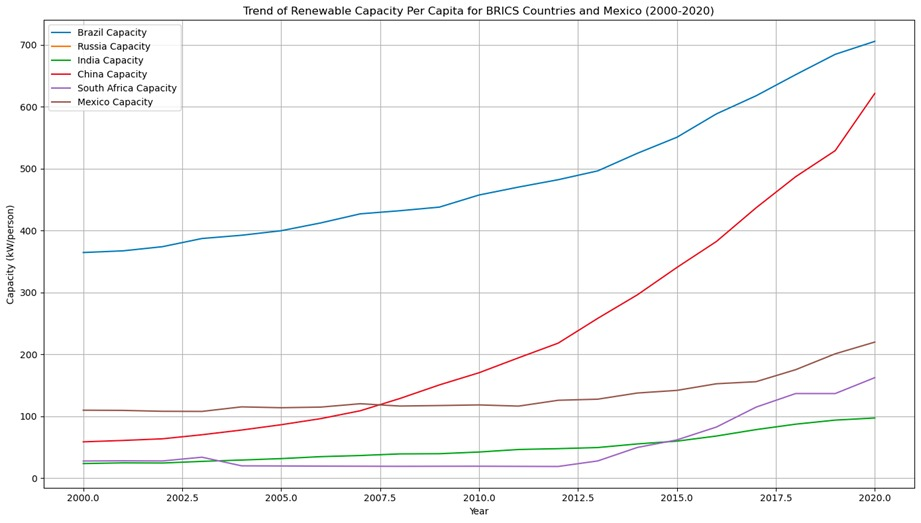 Trend of Renewable Capacity Per Capita for BRICS Countries and Mexico (2000-2020)
Brazil Capacity
Russia Capacity
India Capacity
China Capacity
South Africa Capacity
Mexico Capacity
Capacity (kW/person)
700
600
500
400
300
200
100
0
2000.0 2002.5 2005.0 2007.5 2010.0 2012.5 2015.0 2017.5 2020.0
Year